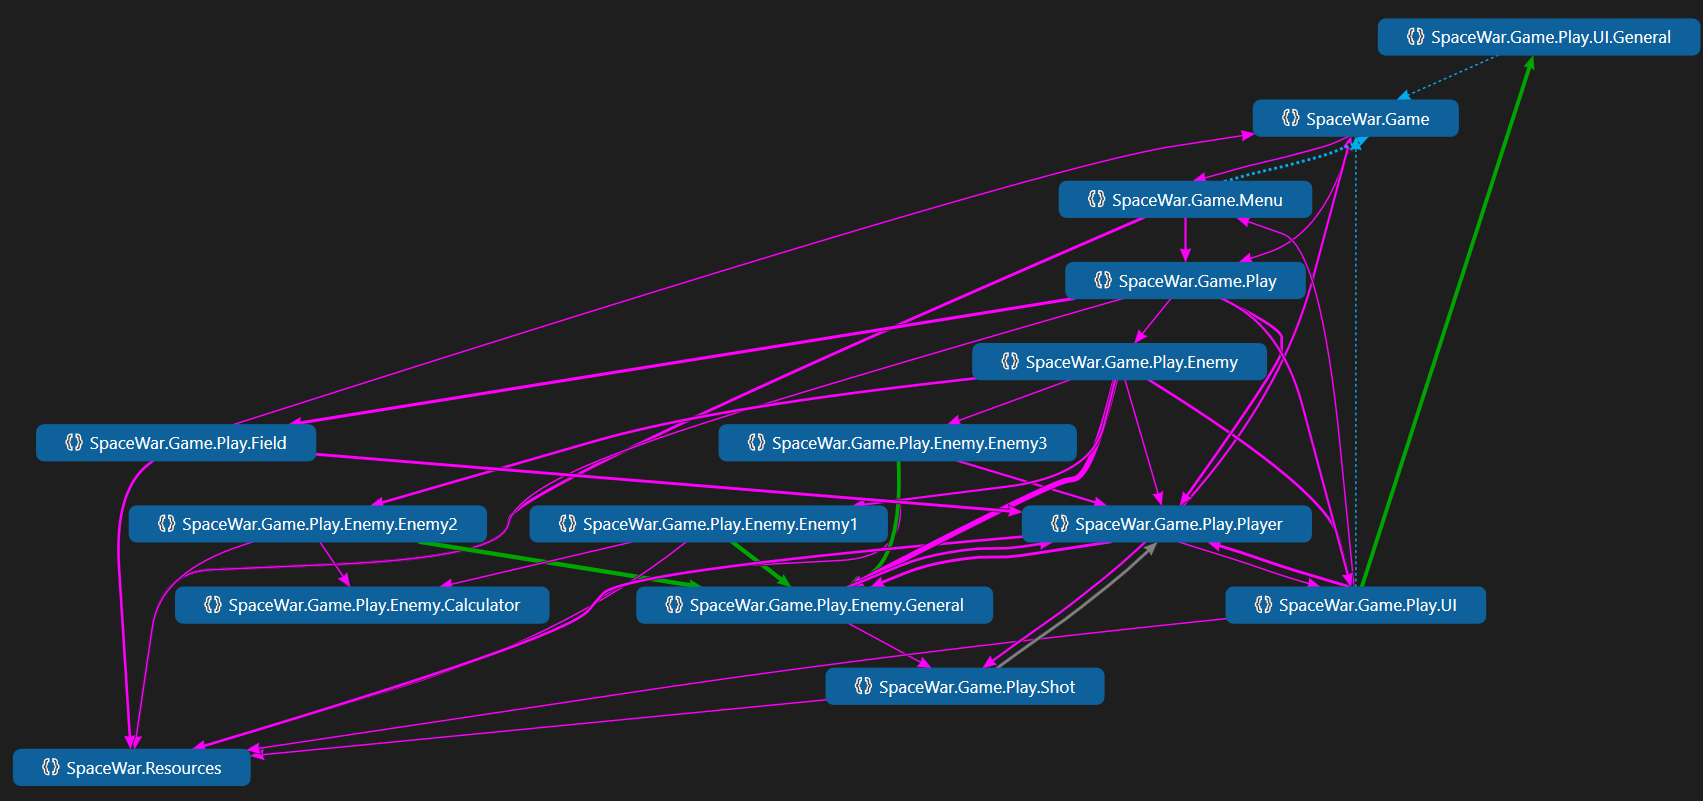 SpaceWar.Game.Play.UI.General
SpaceWar.Game
SpaceWar.Game.Menu
SpaceWar.Game.Play
SpaceWar.Game.Play.Enemy
SpaceWar.Game.Play.Field
SpaceWar.Game.Play.Enemy.Enemy3
SpaceWar.Game.Play.Enemy.Enemy2
SpaceWar.Game.Play.Enemy.Enemy1
SpaceWar.Game.Play.Player
SpaceWar.Game.Play.Enemy.Calculator
SpaceWar.Game.Play.Enemy.General
SpaceWar.Game.Play.UI
SpaceWar.Game.Play.Shot
SpaceWar.Resources